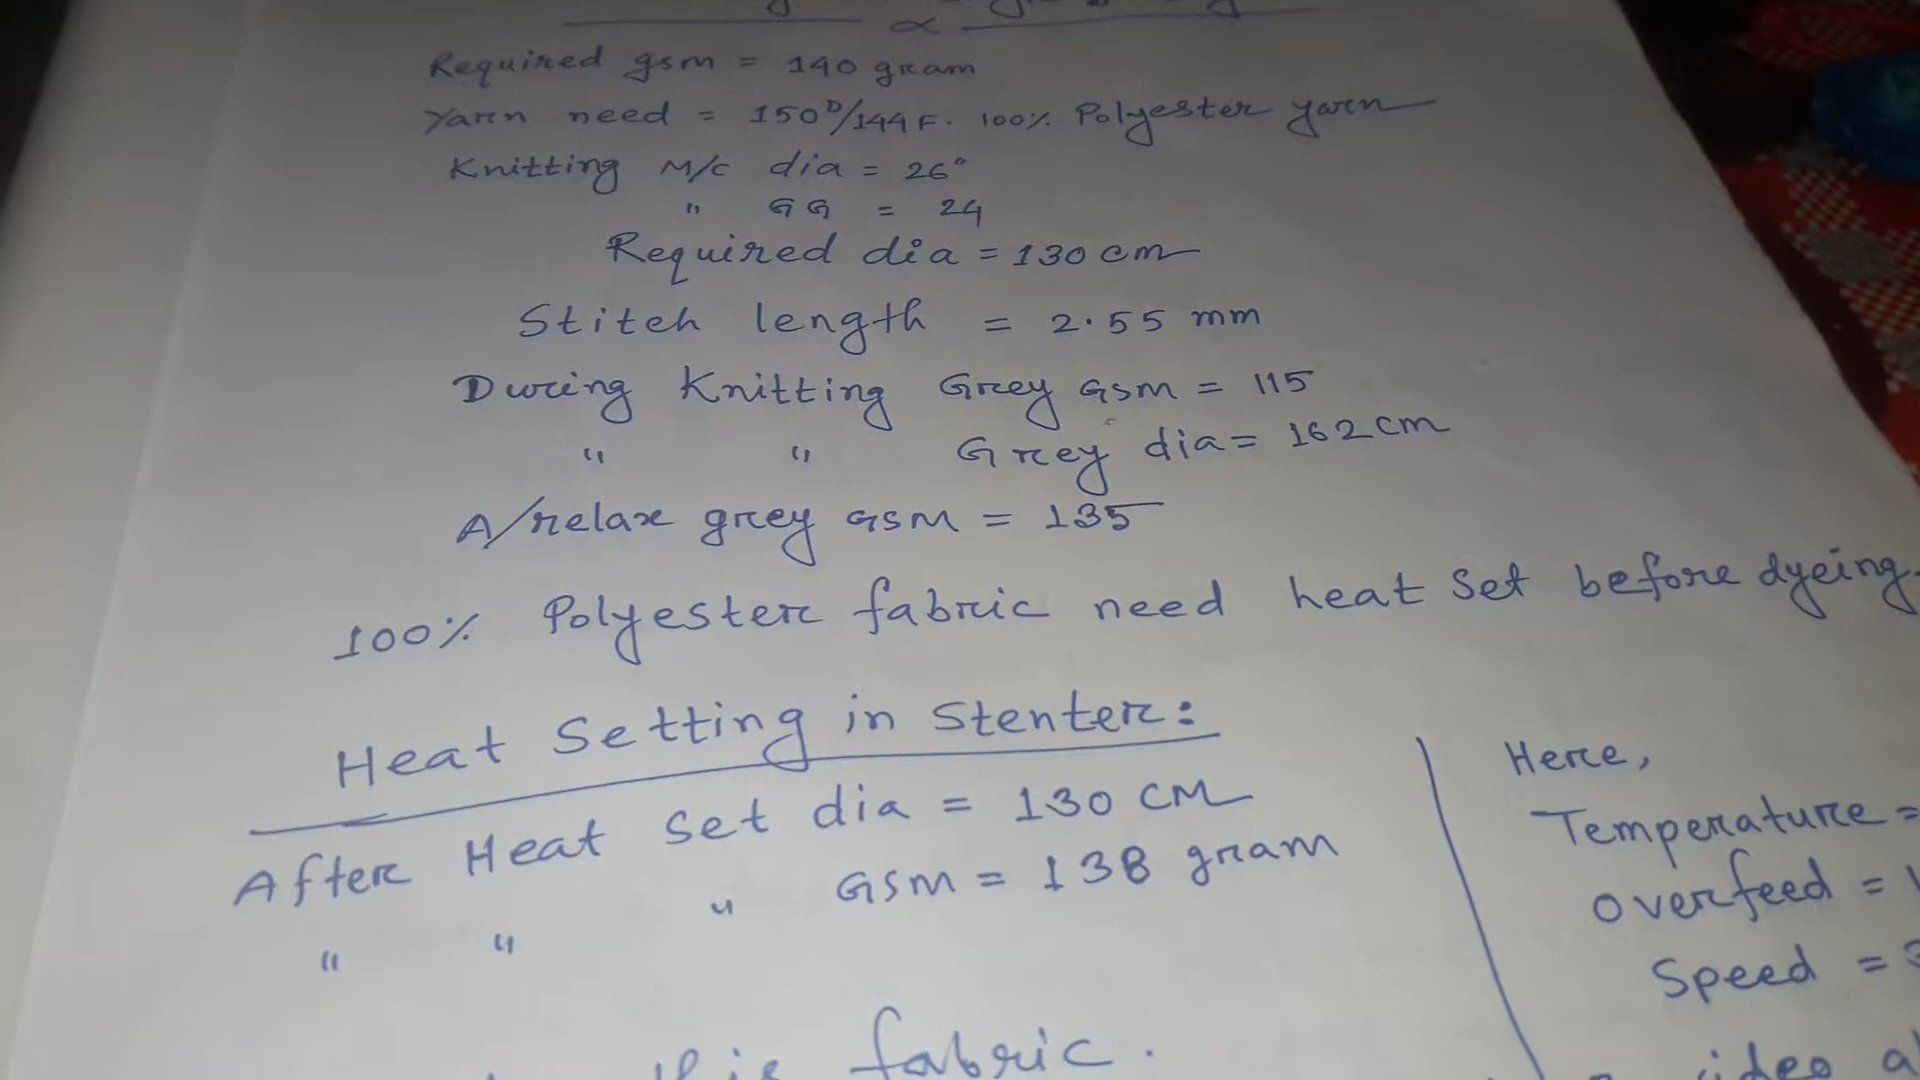 Required gsm = 140 gram
Yarn need = 150D/144F. 100% Polyester yarn
Knitting M/c dia = 26"
" GG = 24
Required dia = 130 cm
Stitch length = 2.55 mm
During Knitting Grey GSM = 115
" " Grey dia = 162 cm
A/relax grey GSM = 135
100% Polyester fabric need heat set before dyeing.
Heat Setting in Stenter:
After Heat set dia = 130 CM
" " " GSM = 138 gram
Here,
Temperature =
Overfeed =
Speed =
fabric.